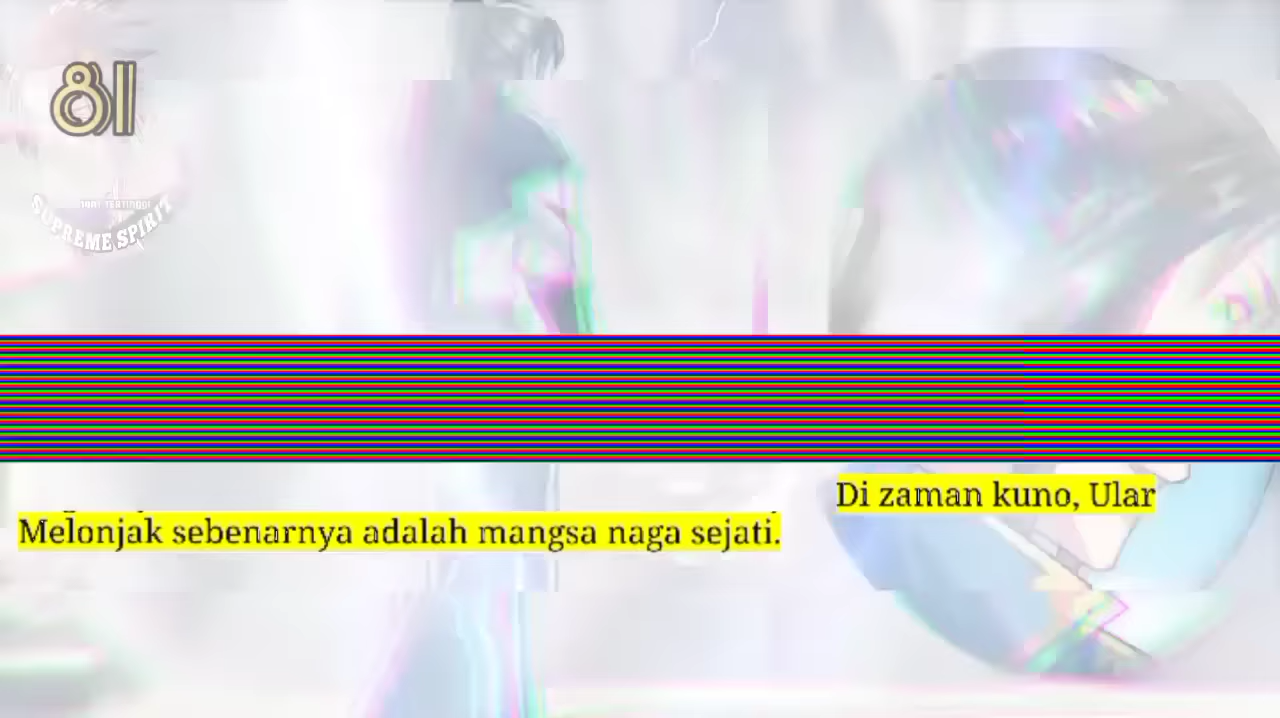 81
SUPREME SPIRIT
Di zaman kuno, Ular
Melonjak sebenarnya adalah mangsa naga sejati.